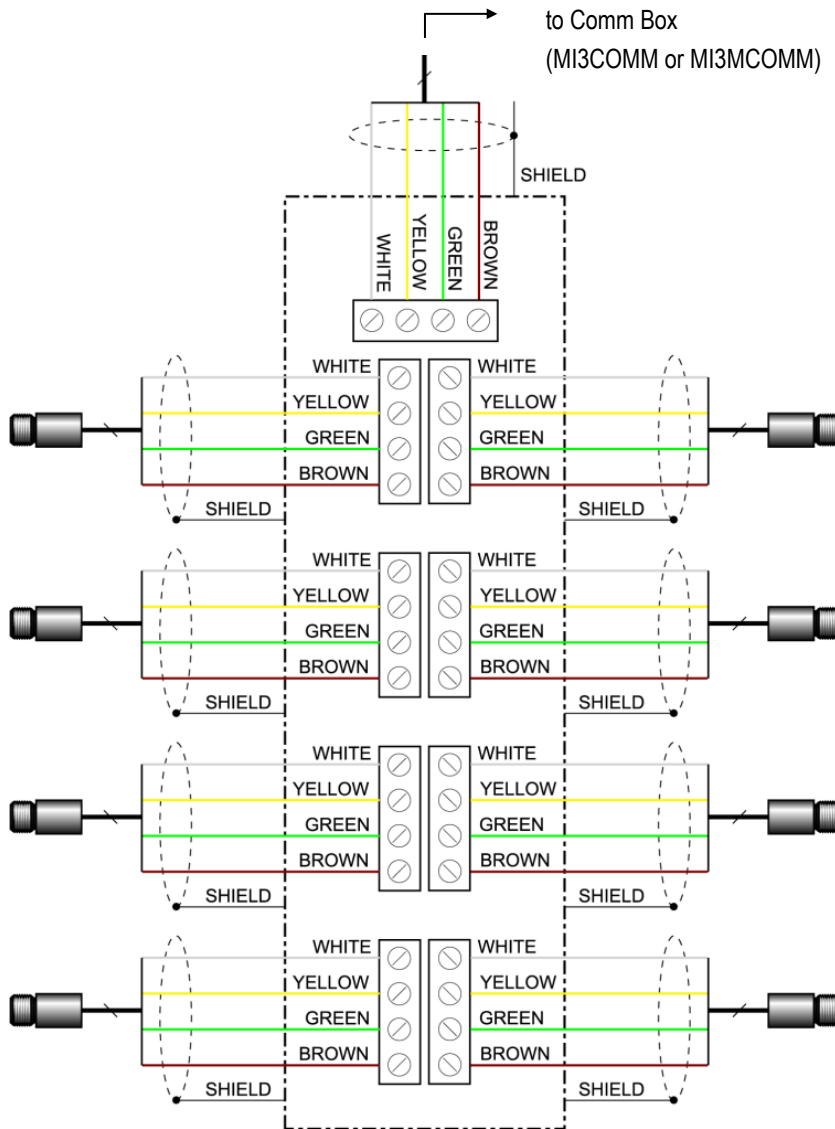 to Comm Box
(MI3COMM or MI3MCOMM)
SHIELD
WHITE
YELLOW
GREEN
BROWN
WHITE WHITE
YELLOW YELLOW
GREEN GREEN
BROWN BROWN
SHIELD SHIELD
WHITE WHITE
YELLOW YELLOW
GREEN GREEN
BROWN BROWN
SHIELD SHIELD
WHITE WHITE
YELLOW YELLOW
GREEN GREEN
BROWN BROWN
SHIELD SHIELD
WHITE WHITE
YELLOW YELLOW
GREEN GREEN
BROWN BROWN
SHIELD SHIELD